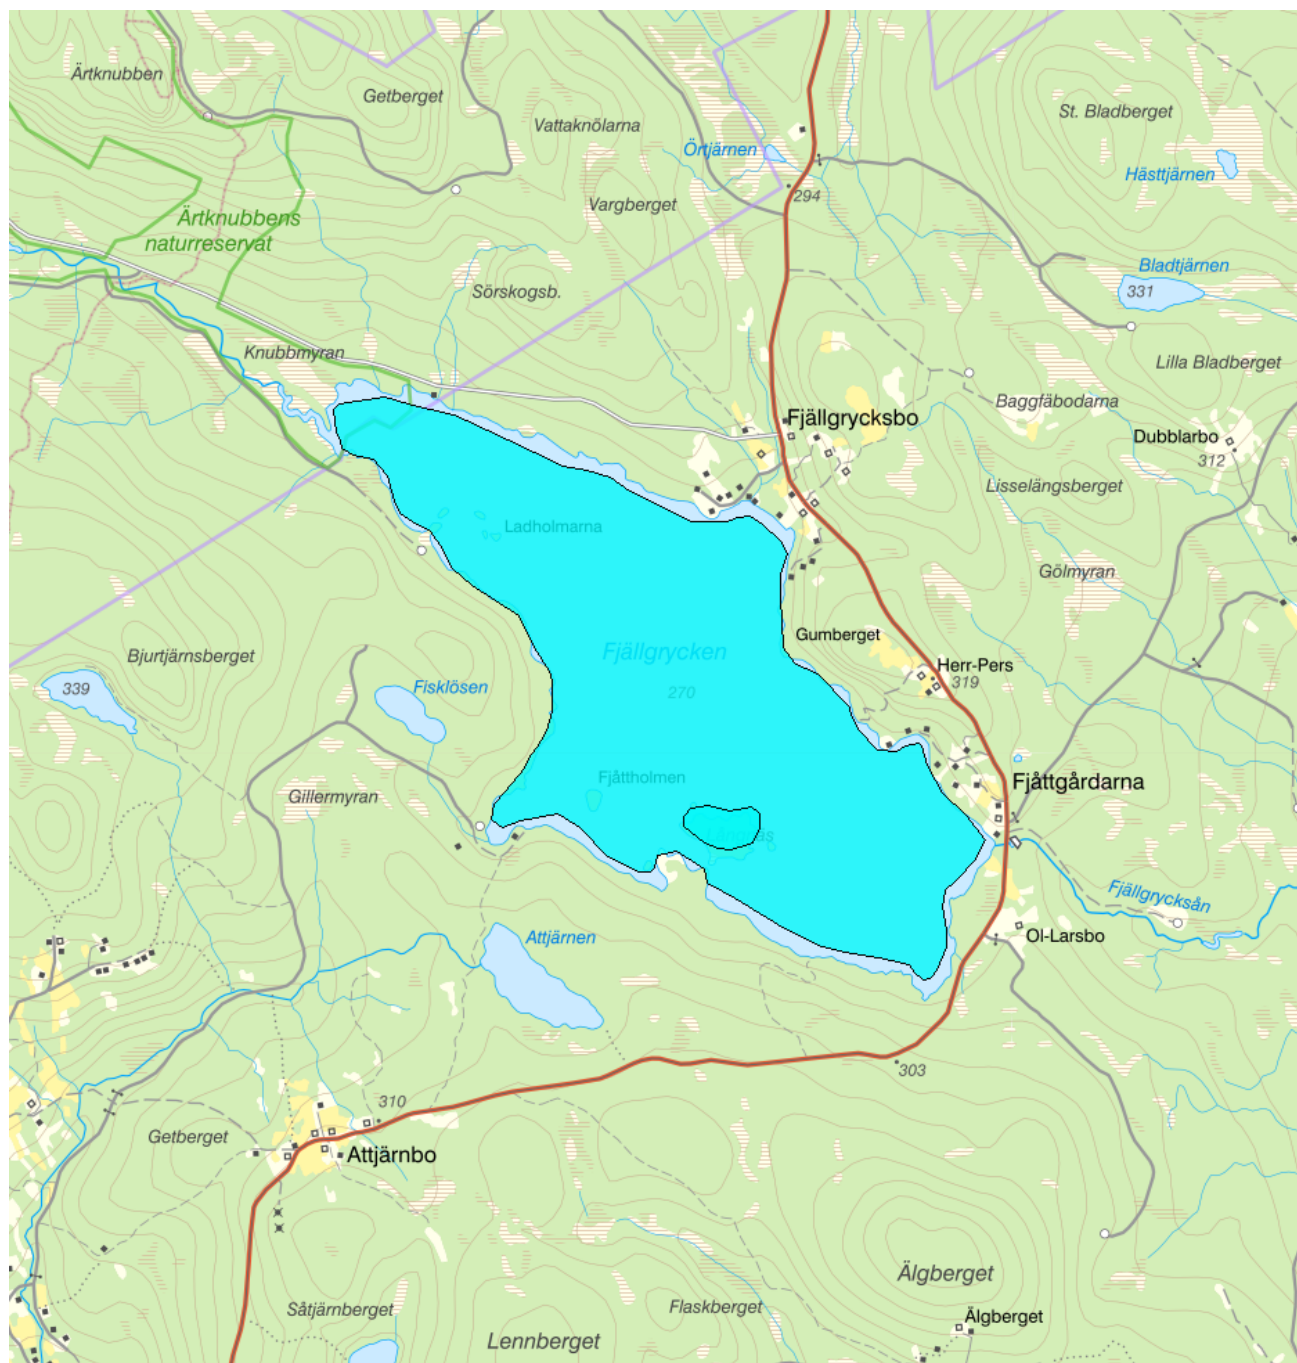 Ärtknubben
Getberget
St. Bladberget
Vattaknölarna
Örtjärnen
Hästtjärnen
294
Vargberget
Ärtknubbens
naturreservat
Bladtjärnen
331
Sörskogsb.
Knubbmyran
Lilla Bladberget
Baggfäbodarna
Fjällgrycksbo
Dubblarbo
312
Lisselängsberget
Ladholmarna
Gölmyran
Gumberget
Fjällgrycken
Bjurtjärnsberget
Herr-Pers
319
339
Fisklösen
270
Fjåttholmen
Fjåttgårdarna
Gillermyran
Långnäs
Fjällgrycksån
Attjärnen
Ol-Larsbo
303
310
Getberget
Attjärnbo
Älgberget
Såtjärnberget
Flaskberget
Älgberget
Lennberget